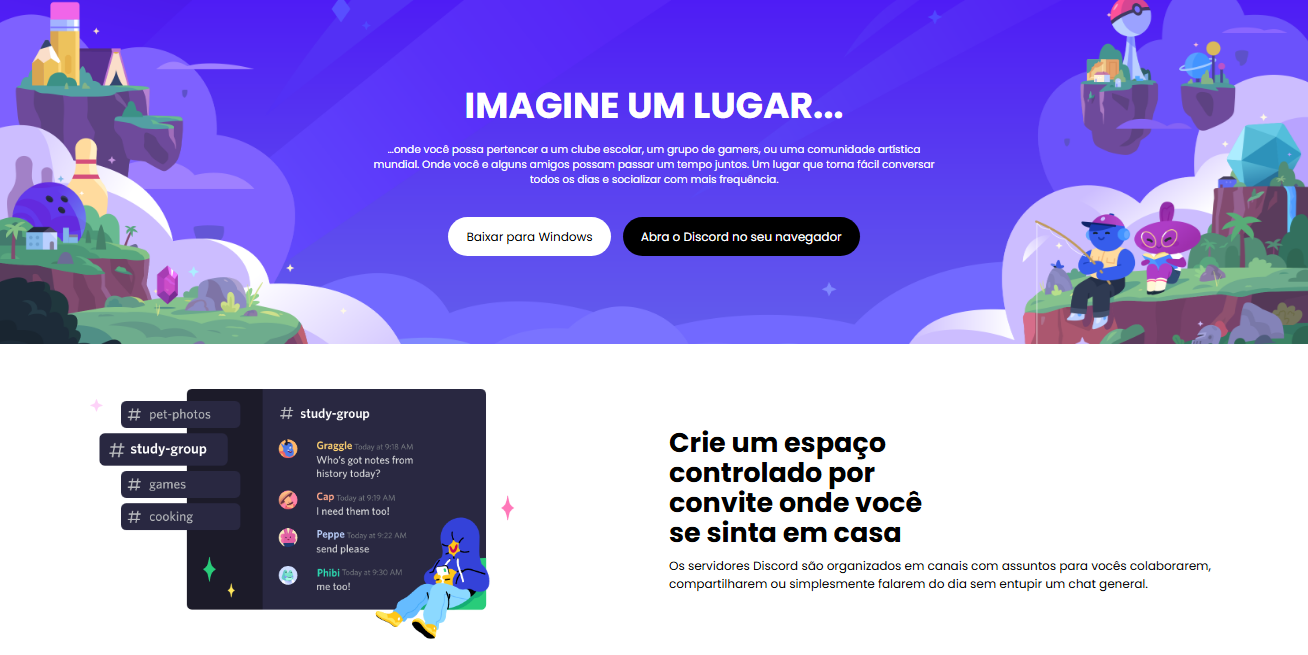 IMAGINE UM LUGAR...
...onde você possa pertencer a um clube escolar, um grupo de gamers, ou uma comunidade artística
mundial. Onde você e alguns amigos possam passar um tempo juntos. Um lugar que torna fácil conversar
todos os dias e socializar com mais frequência.
Baixar para Windows
Abra o Discord no seu navegador
# pet-photos
# study-group
# games
# cooking
# study-group
Graggle Today at 9:18 AM
Who's got notes from
history today?
Cap Today at 9:19 AM
I need them too!
Peppe Today at 9:22 AM
send please
Phibi Today at 9:30 AM
me too!
Crie um espaço
controlado por
convite onde você
se sinta em casa
Os servidores Discord são organizados em canais com assuntos para vocês colaborarem,
compartilharem ou simplesmente falarem do dia sem entupir um chat general.